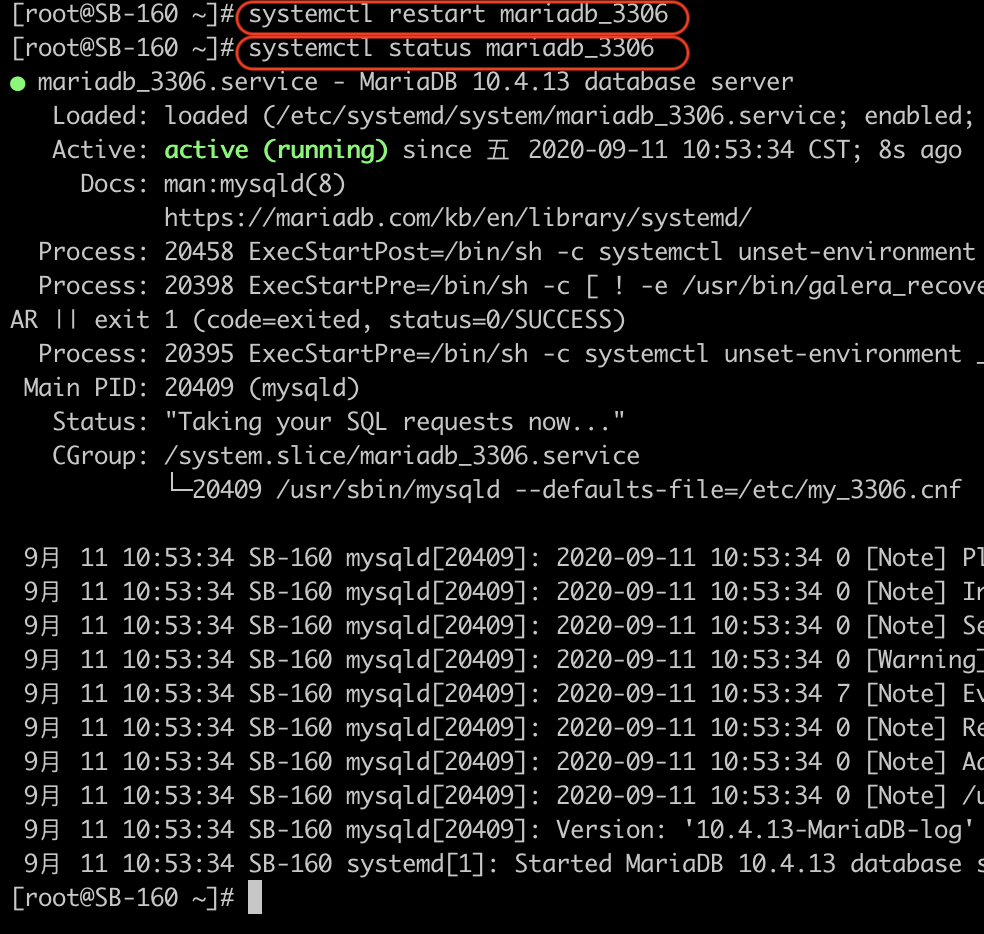 [root@SB-160 ~]# systemctl restart mariadb_3306
[root@SB-160 ~]# systemctl status mariadb_3306
● mariadb_3306.service - MariaDB 10.4.13 database server
Loaded: loaded (/etc/systemd/system/mariadb_3306.service; enabled;
Active: active (running) since 五 2020-09-11 10:53:34 CST; 8s ago
Docs: man:mysqld(8)
https://mariadb.com/kb/en/library/systemd/
Process: 20458 ExecStartPost=/bin/sh -c systemctl unset-environment
Process: 20398 ExecStartPre=/bin/sh -c [ ! -e /usr/bin/galera_recove
AR || exit 1 (code=exited, status=0/SUCCESS)
Process: 20395 ExecStartPre=/bin/sh -c systemctl unset-environment _
Main PID: 20409 (mysqld)
Status: "Taking your SQL requests now..."
CGroup: /system.slice/mariadb_3306.service
└─20409 /usr/sbin/mysqld --defaults-file=/etc/my_3306.cnf
9月 11 10:53:34 SB-160 mysqld[20409]: 2020-09-11 10:53:34 0 [Note] Pl
9月 11 10:53:34 SB-160 mysqld[20409]: 2020-09-11 10:53:34 0 [Note] In
9月 11 10:53:34 SB-160 mysqld[20409]: 2020-09-11 10:53:34 0 [Note] Se
9月 11 10:53:34 SB-160 mysqld[20409]: 2020-09-11 10:53:34 0 [Warning]
9月 11 10:53:34 SB-160 mysqld[20409]: 2020-09-11 10:53:34 7 [Note] Ev
9月 11 10:53:34 SB-160 mysqld[20409]: 2020-09-11 10:53:34 0 [Note] Re
9月 11 10:53:34 SB-160 mysqld[20409]: 2020-09-11 10:53:34 0 [Note] Ad
9月 11 10:53:34 SB-160 mysqld[20409]: 2020-09-11 10:53:34 0 [Note] /u
9月 11 10:53:34 SB-160 mysqld[20409]: Version: '10.4.13-MariaDB-log'
9月 11 10:53:34 SB-160 systemd[1]: Started MariaDB 10.4.13 database s
[root@SB-160 ~]#